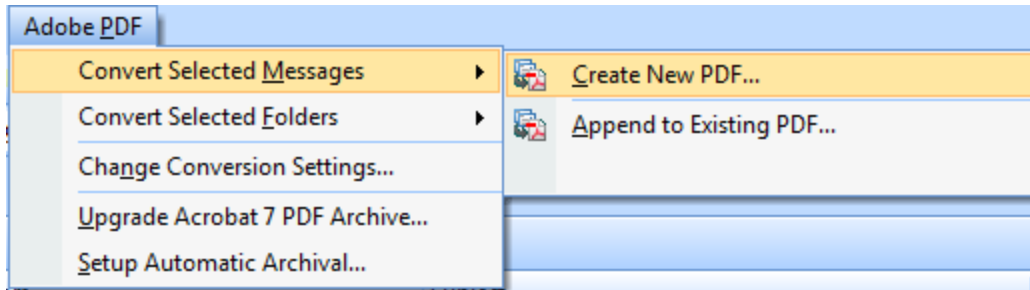 Adobe PDF
Convert Selected Messages
Create New PDF...
Convert Selected Folders
Append to Existing PDF...
Change Conversion Settings...
Upgrade Acrobat 7 PDF Archive...
Setup Automatic Archival...